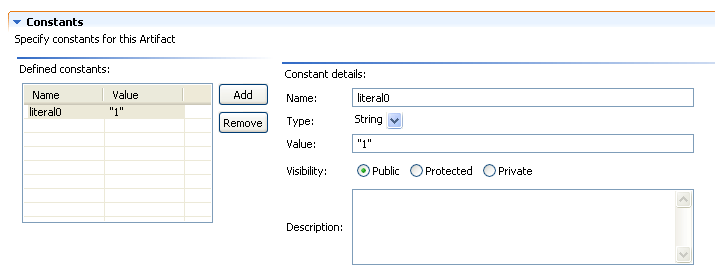 Constants
Specify constants for this Artifact
Defined constants:
Name Value
literal0 "1"
Add
Remove
Constant details:
Name: literal0
Type: String
Value: "1"
Visibility: Public Protected Private
Description: